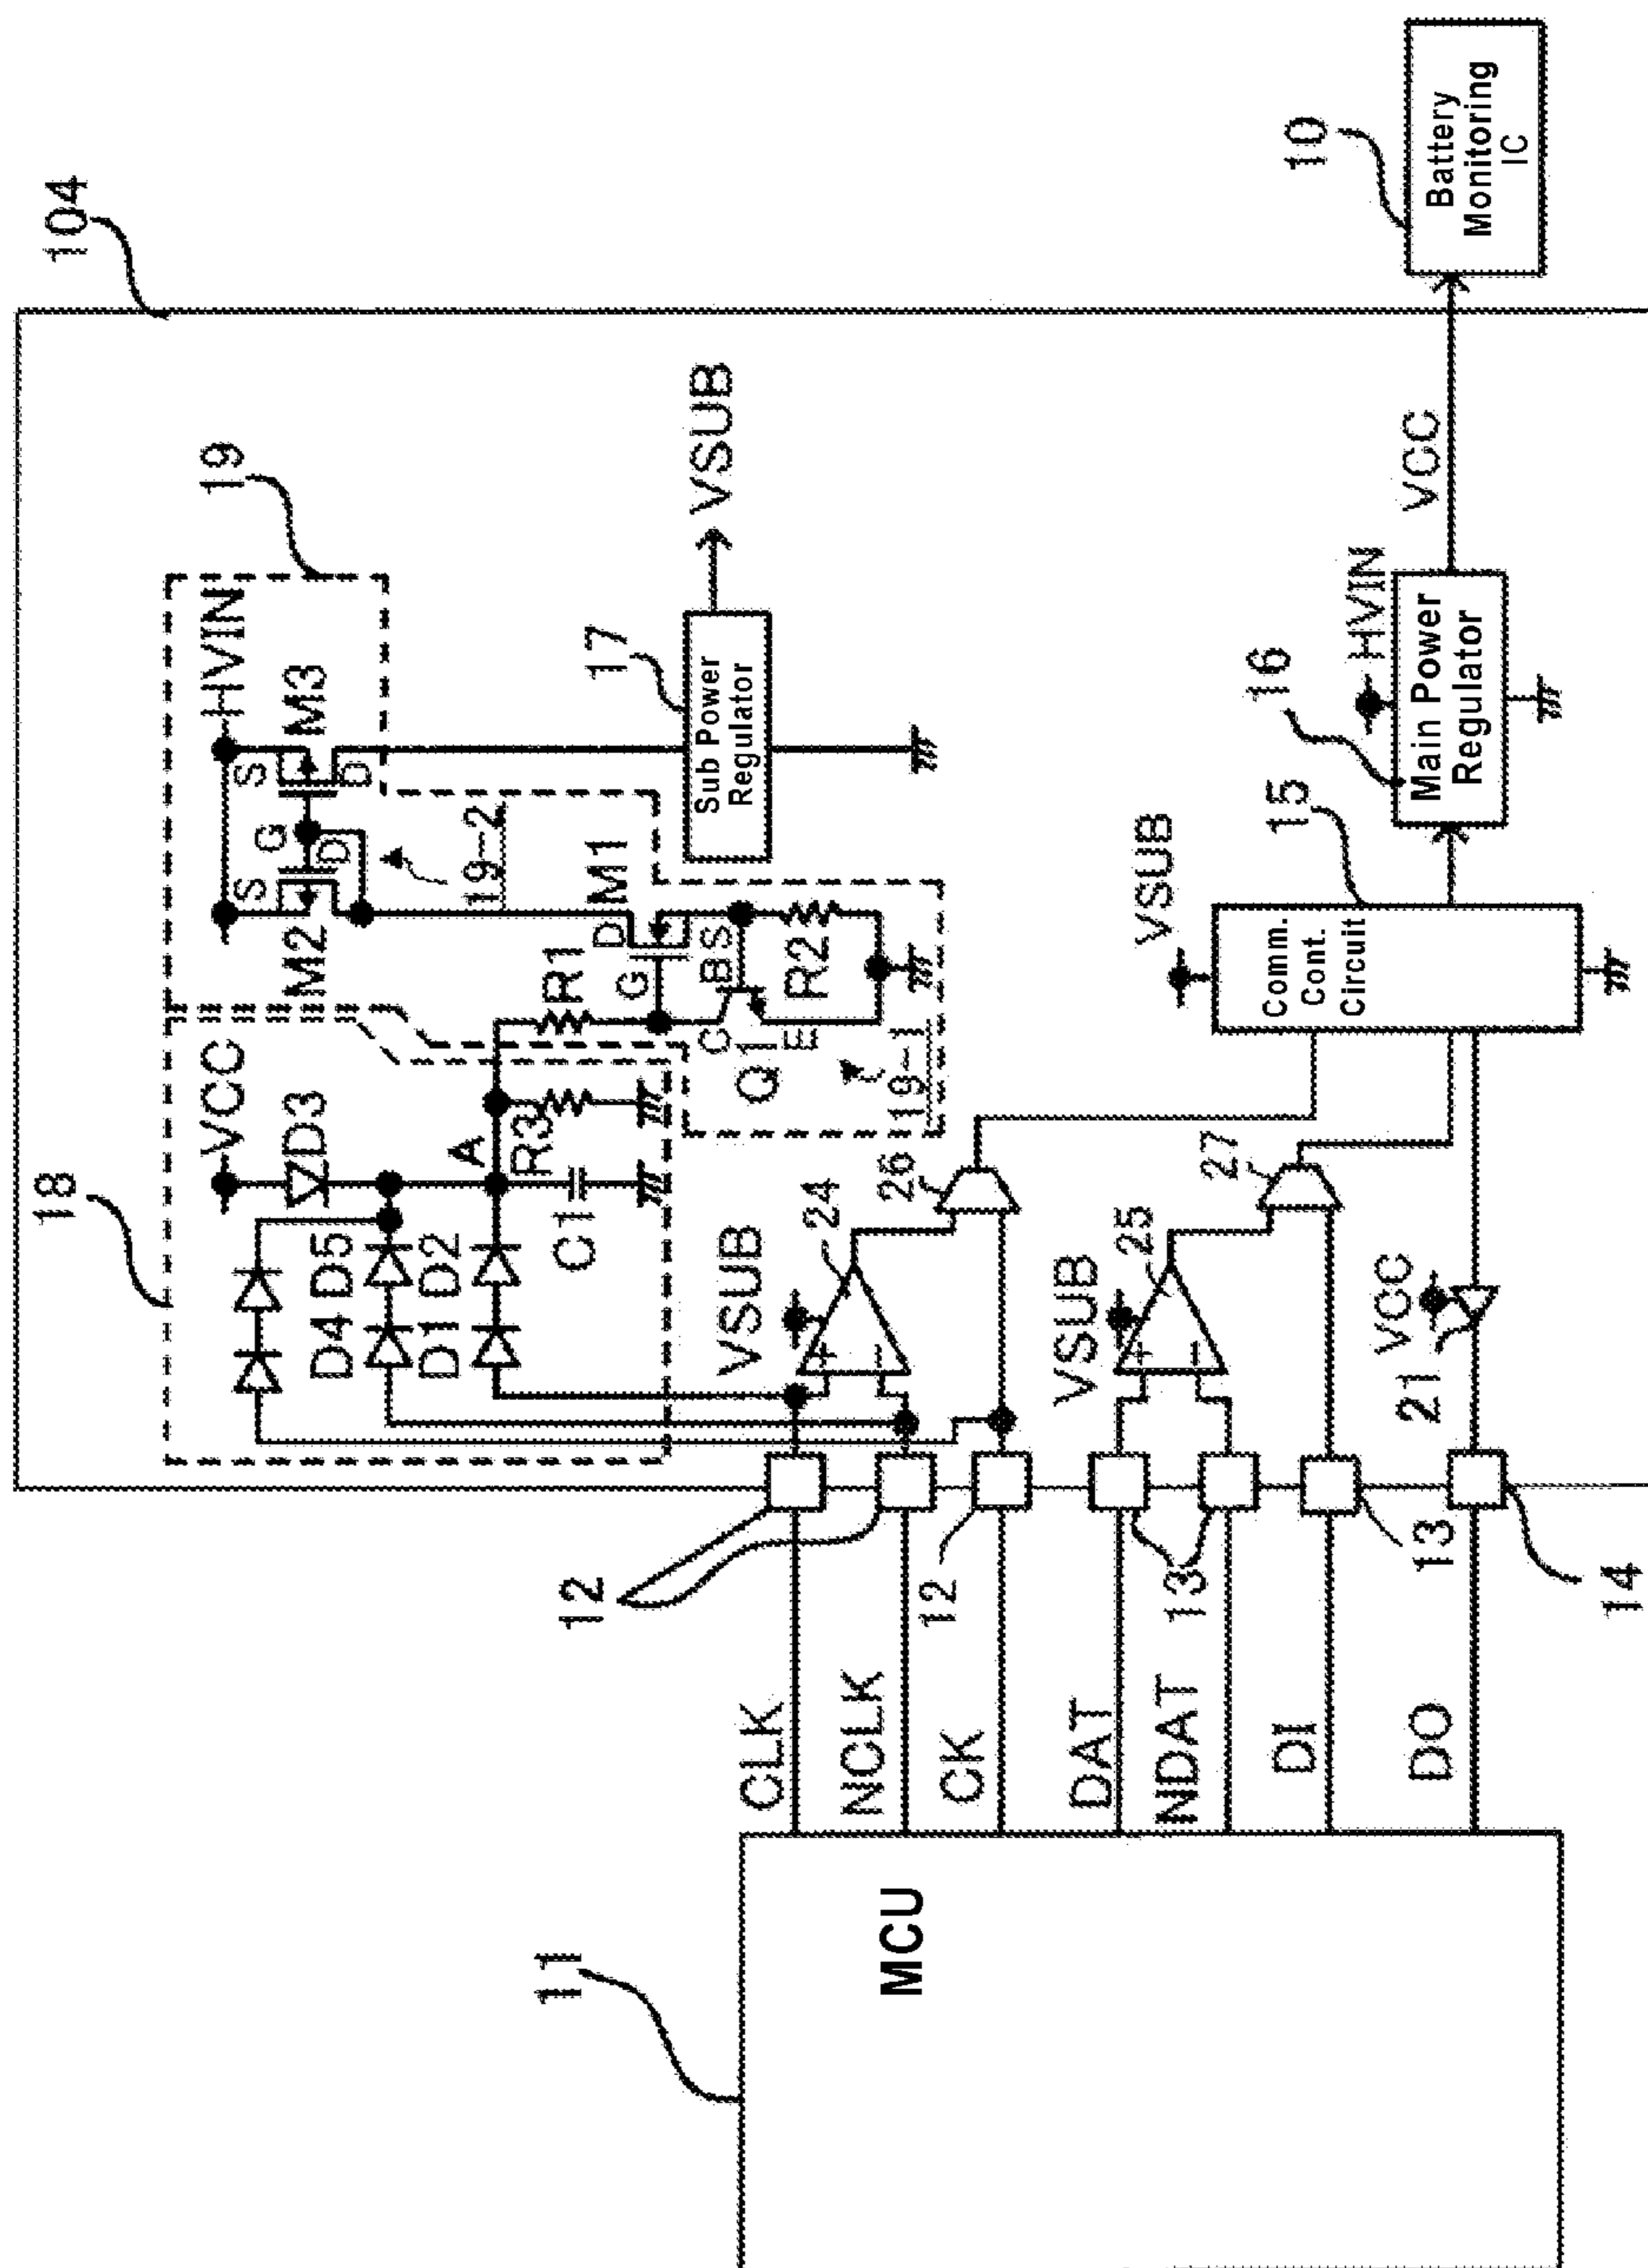 104
18
VCC
HVIN
19
D3
M2
M3
S
S
G
D
D
19-2
D4
D5
D1
D2
A
R3
C1
R1
D
M1
G
C
B
S
Q1
E
R2
19-1
17
Sub Power
Regulator
VSUB
11
MCU
CLK
NCLK
CK
DAT
NDAT
DI
DO
12
12
13
13
14
VSUB
+
−
24
26
VSUB
+
−
25
27
VCC
21
VSUB
15
Comm.
Cont.
Circuit
16
HVIN
Main Power
Regulator
VCC
10
Battery
Monitoring
IC